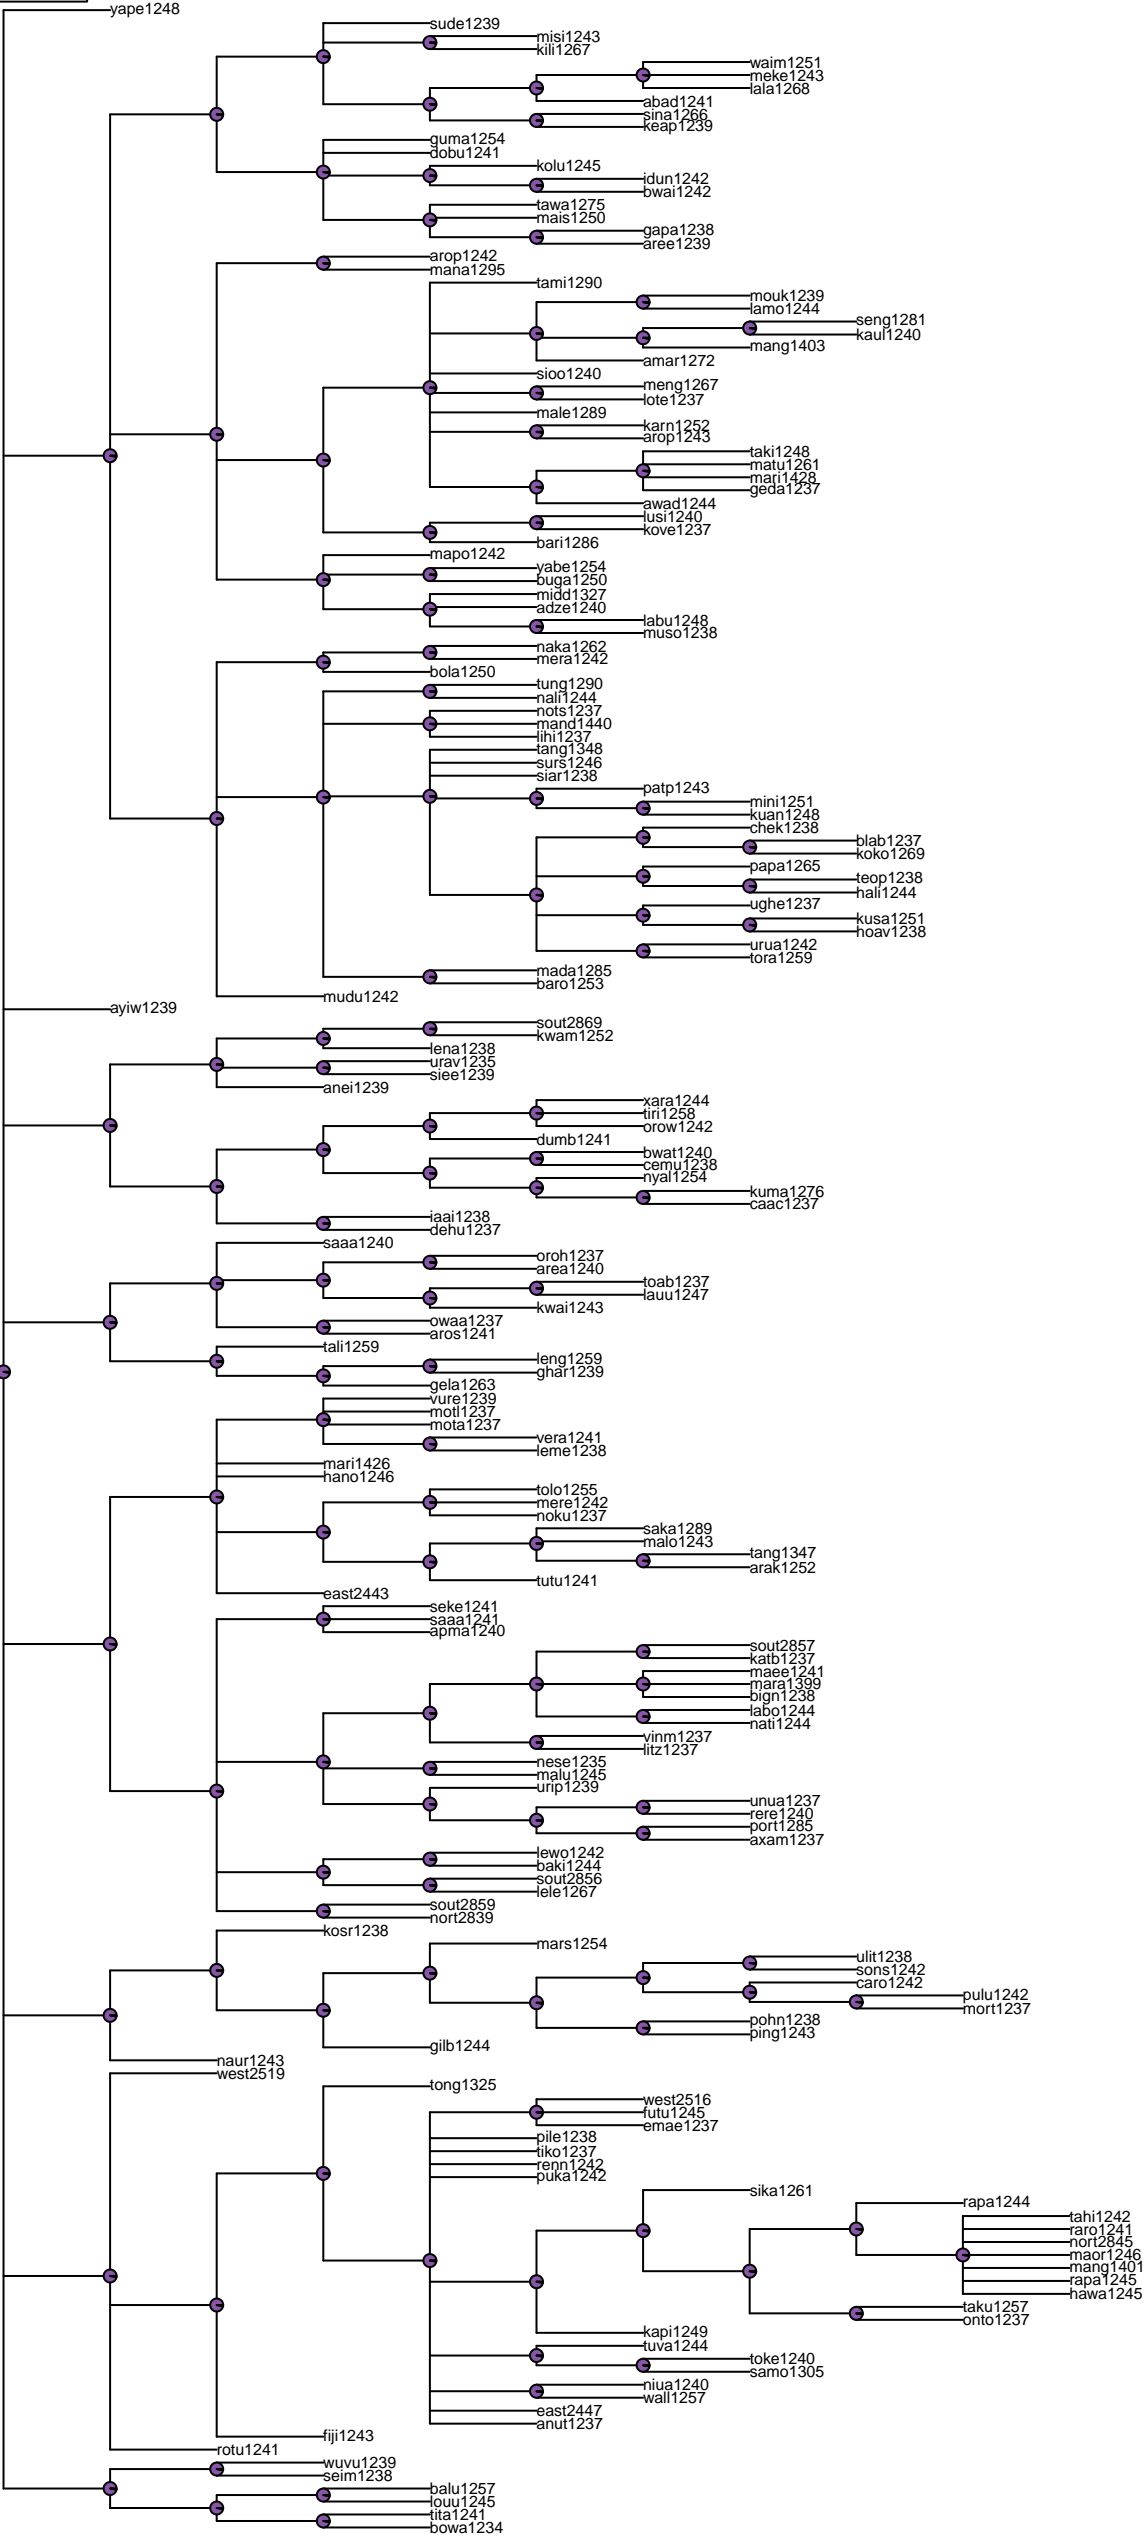 yape1248
sude1239
misi1243
kili1267
waim1251
meke1243
lala1268
abad1241
sina1266
keap1239
guma1254
dobu1241
kolu1245
idun1242
bwai1242
tawa1275
mais1250
gapa1238
aree1239
arop1242
mana1295
tami1290
mouk1239
lamo1244
seng1281
kaul1240
mang1403
amar1272
sioo1240
meng1267
lote1237
male1289
karn1252
arop1243
taki1248
matu1261
mari1428
geda1237
awad1244
lusi1240
kove1237
bari1286
mapo1242
yabe1254
buga1250
midd1327
adze1240
labu1248
muso1238
naka1262
mera1242
bola1250
tung1290
nali1244
nots1237
mand1440
lihi1237
tang1348
surs1246
siar1238
patp1243
mini1251
kuan1248
chek1238
blab1237
koko1269
papa1265
teop1238
hali1244
ughe1237
kusa1251
hoav1238
urua1242
tora1259
mada1285
baro1253
mudu1242
ayiw1239
sout2869
kwam1252
lena1238
urav1235
siee1239
anei1239
xara1244
tiri1258
orow1242
dumb1241
bwat1240
cemu1238
nyal1254
kuma1276
caac1237
iaai1238
dehu1237
saaa1240
oroh1237
area1240
toab1237
lauu1247
kwai1243
owaa1237
aros1241
tali1259
leng1259
ghar1239
gela1263
vure1239
motl1237
mota1237
vera1241
leme1238
mari1426
hano1246
tolo1255
mere1242
noku1237
saka1289
malo1243
tang1347
arak1252
tutu1241
east2443
seke1241
saaa1241
apma1240
sout2857
katb1237
maee1241
mara1399
bign1238
labo1244
nati1244
vinm1237
litz1237
nese1235
malu1245
urip1239
unua1237
rere1240
port1285
axam1237
lewo1242
baki1244
sout2856
lele1267
sout2859
nort2839
kosr1238
mars1254
ulit1238
sons1242
caro1242
pulu1242
mort1237
pohn1238
ping1243
gilb1244
naur1243
west2519
tong1325
west2516
futu1245
emae1237
pile1238
tiko1237
renn1242
puka1242
sika1261
rapa1244
tahi1242
raro1241
nort2845
maor1246
mang1401
rapa1245
hawa1245
taku1257
onto1237
kapi1249
tuva1244
toke1240
samo1305
niua1240
wall1257
east2447
anut1237
fiji1243
rotu1241
wuvu1239
seim1238
balu1257
louu1245
tita1241
bowa1234